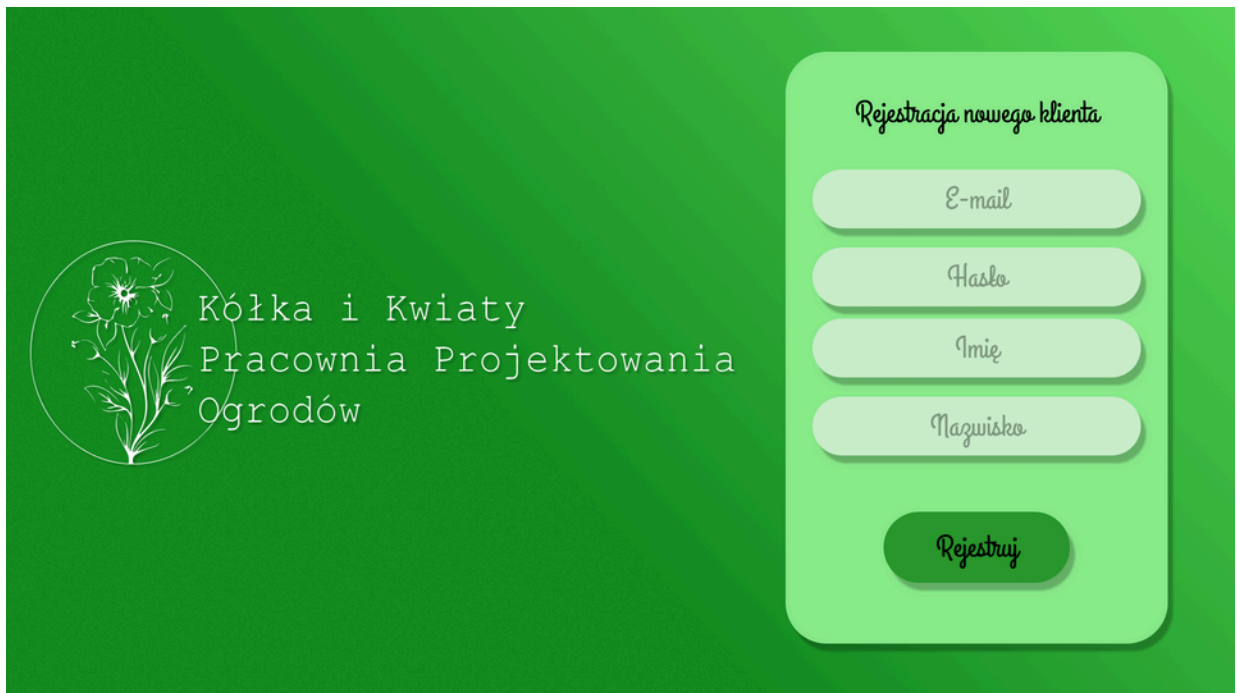 Kółka i Kwiaty
Pracownia Projektowania
Ogrodów
Rejestracja nowego klienta
E-mail
Hasło
Imię
Nazwisko
Rejestruj